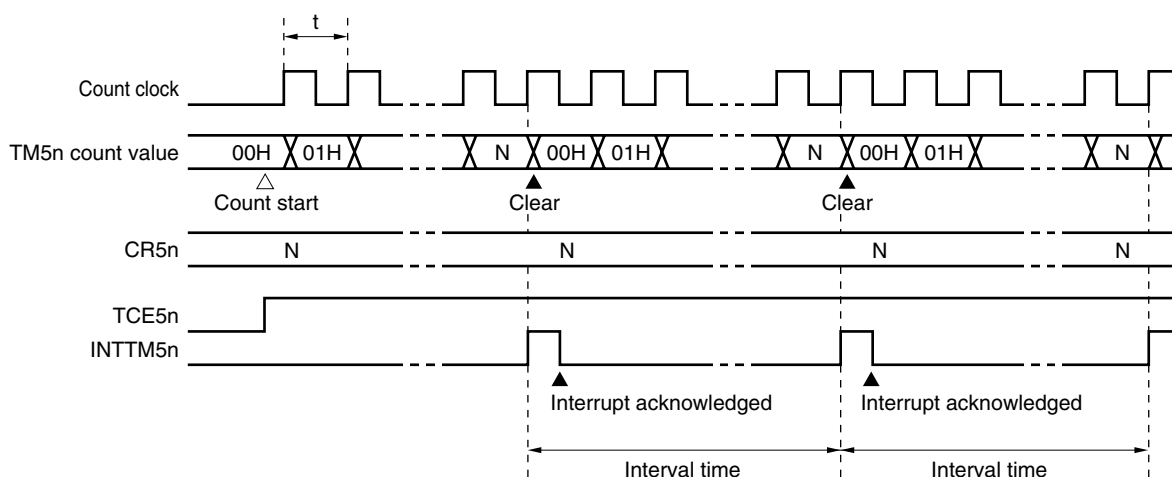 t
Count clock
TM5n count value 00H 01H N 00H 01H N 00H 01H N
Count start Clear Clear
CR5n N N N N
TCE5n
INTTM5n
Interrupt acknowledged Interrupt acknowledged
Interval time Interval time